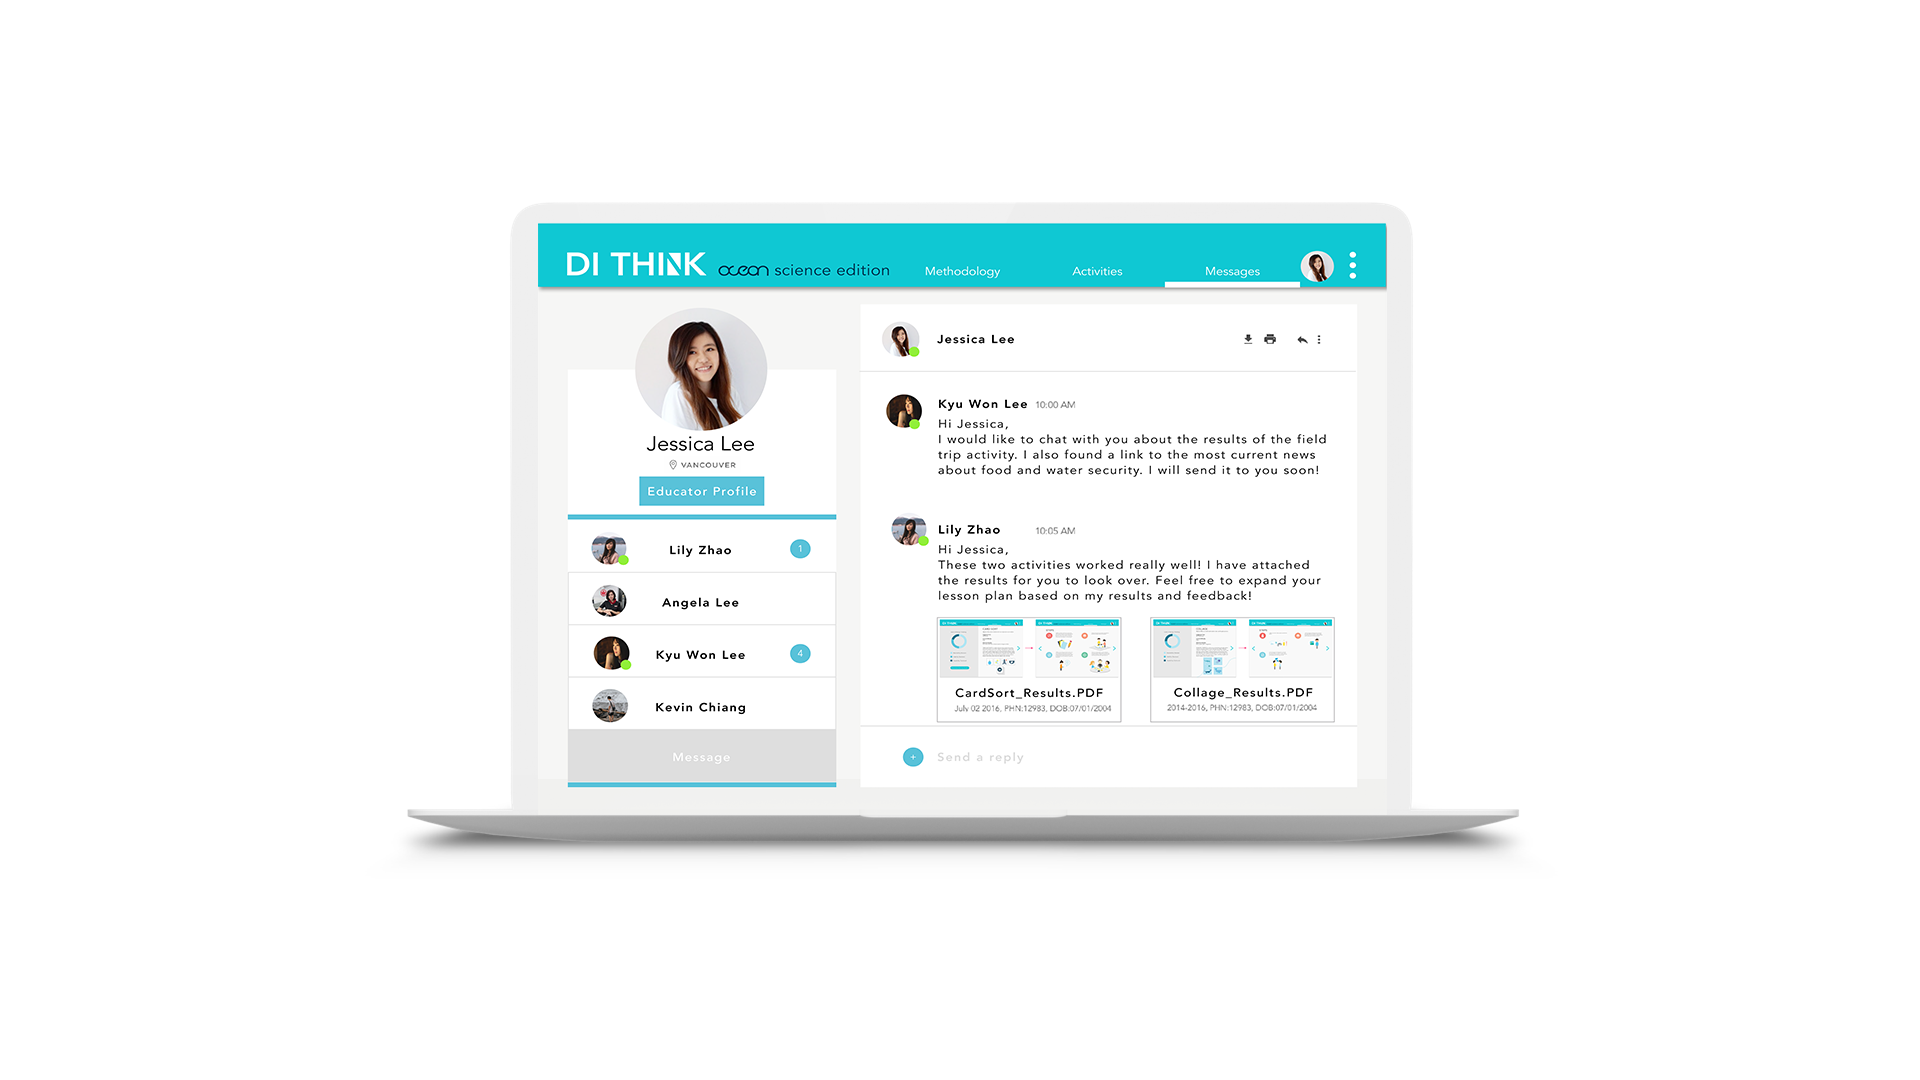 DI THINK ocean science edition
Methodology
Activities
Messages
Jessica Lee
VANCOUVER
Educator Profile
Lily Zhao 1
Angela Lee
Kyu Won Lee 4
Kevin Chiang
Message
Jessica Lee
Kyu Won Lee 10:00 AM
Hi Jessica,
I would like to chat with you about the results of the field
trip activity. I also found a link to the most current news
about food and water security. I will send it to you soon!
Lily Zhao 10:05 AM
Hi Jessica,
These two activities worked really well! I have attached
the results for you to look over. Feel free to expand your
lesson plan based on my results and feedback!
CardSort_Results.PDF
July 02 2016, PHN:12983, DOB:07/01/2004
Collage_Results.PDF
2014-2016, PHN:12983, DOB:07/01/2004
+ Send a reply